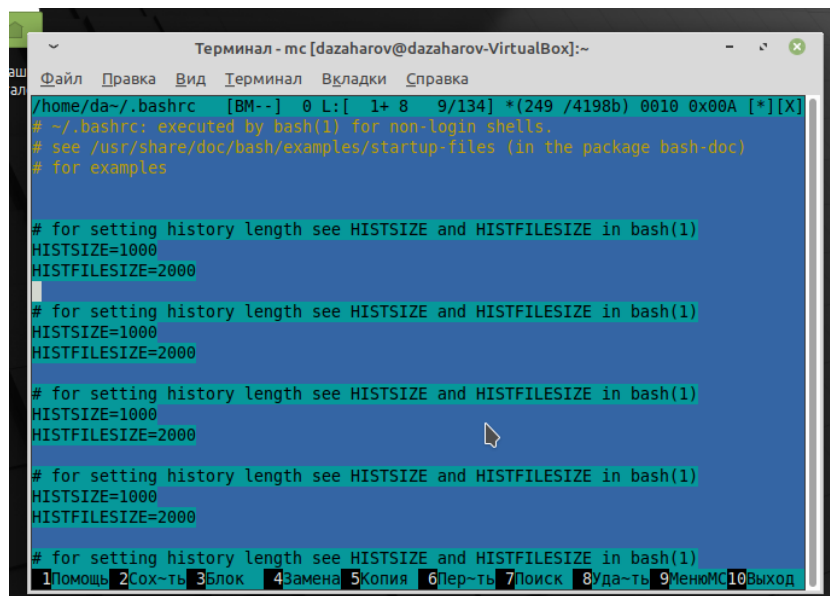 Терминал - mc [dazaharov@dazaharov-VirtualBox]:~
Файл Правка Вид Терминал Вкладки Справка
/home/da~/.bashrc [BM--] 0 L:[ 1+ 8 9/134] *(249 /4198b) 0010 0x00A [*][X]
# ~/.bashrc: executed by bash(1) for non-login shells.
# see /usr/share/doc/bash/examples/startup-files (in the package bash-doc)
# for examples
# for setting history length see HISTSIZE and HISTFILESIZE in bash(1)
HISTSIZE=1000
HISTFILESIZE=2000
# for setting history length see HISTSIZE and HISTFILESIZE in bash(1)
HISTSIZE=1000
HISTFILESIZE=2000
# for setting history length see HISTSIZE and HISTFILESIZE in bash(1)
HISTSIZE=1000
HISTFILESIZE=2000
# for setting history length see HISTSIZE and HISTFILESIZE in bash(1)
HISTSIZE=1000
HISTFILESIZE=2000
# for setting history length see HISTSIZE and HISTFILESIZE in bash(1)
1Помощь 2Сох~ть 3Блок 4Замена 5Копия 6Пер~ть 7Поиск 8Уда~ть 9МенюMC 10Выход